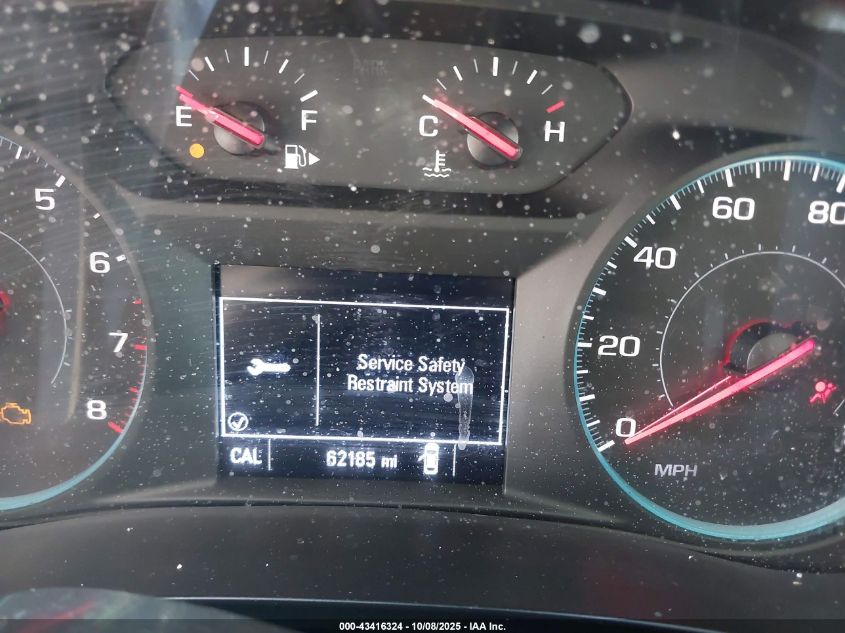 PARK
E
F
C
H
5
6
7
8
60
80
40
20
0
MPH
Service Safety
Restraint System
CAL
62185 mi
000-43416324 - 10/08/2025 - IAA Inc.